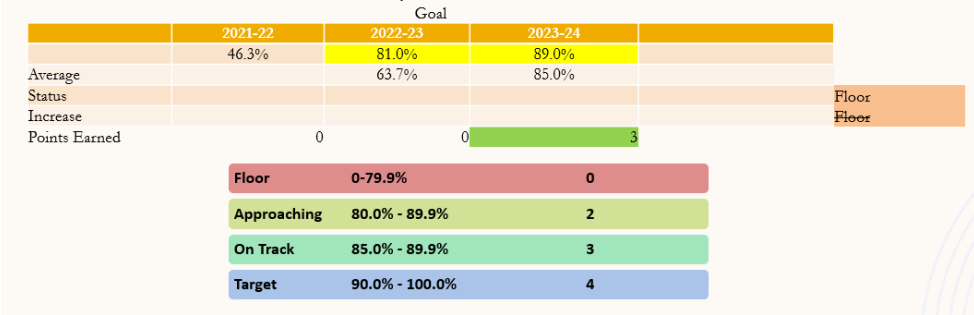 Goal
2021-22 2022-23 2023-24
46.3% 81.0% 89.0%
Average 63.7% 85.0%
Status Floor
Increase Floor
Points Earned 0 0 3
Floor 0-79.9% 0
Approaching 80.0% - 89.9% 2
On Track 85.0% - 89.9% 3
Target 90.0% - 100.0% 4